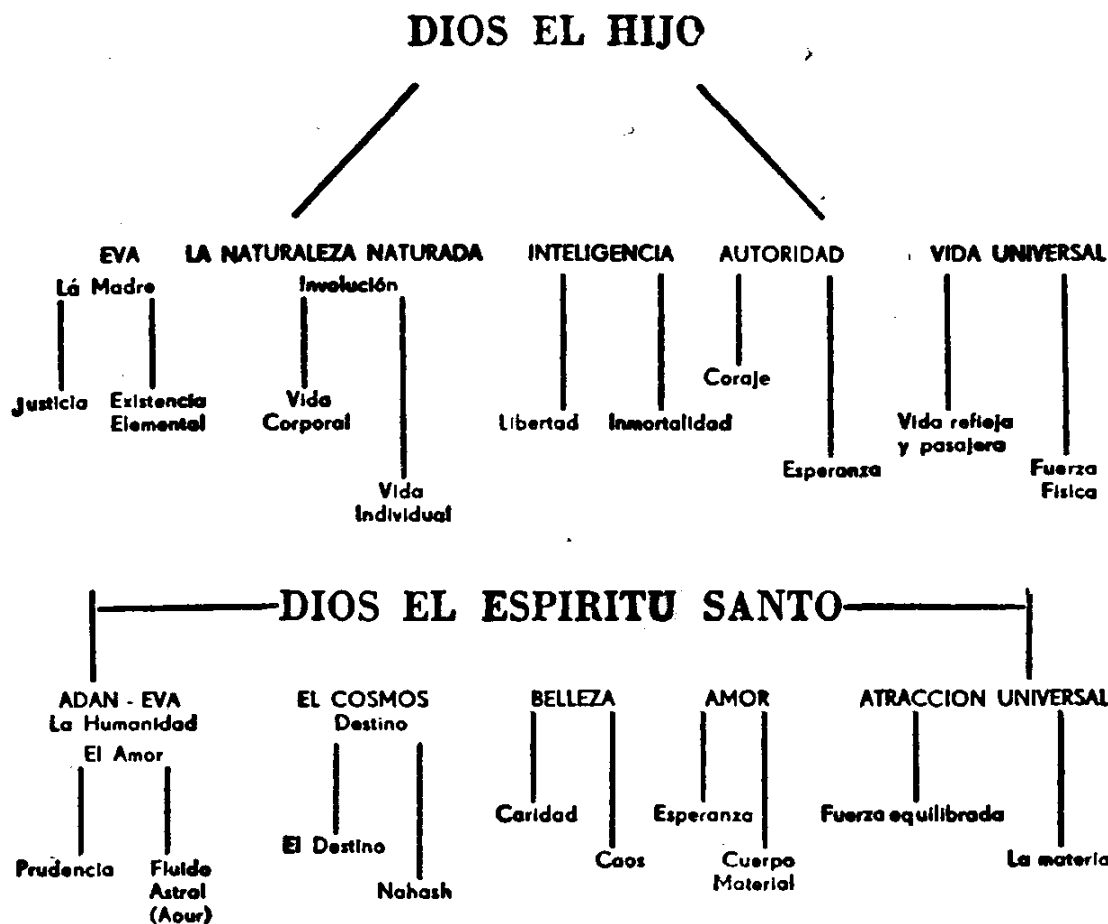 DIOS EL HIJO
EVA LA NATURALEZA NATURADA INTELIGENCIA AUTORIDAD VIDA UNIVERSAL
Lá Madre Involución
Justicia Existencia Elemental
Vida Corporal
Vida Individual
Libertad Inmortalidad
Coraje
Esperanza
Vida refleja y pasajera
Fuerza Física
DIOS EL ESPIRITU SANTO
ADAN - EVA EL COSMOS BELLEZA AMOR ATRACCION UNIVERSAL
La Humanidad Destino
El Amor
Prudencia
Fluido Astral (Aour)
El Destino
Nahash
Caridad
Caos
Esperanza
Cuerpo Material
Fuerza equilibrada
La materia